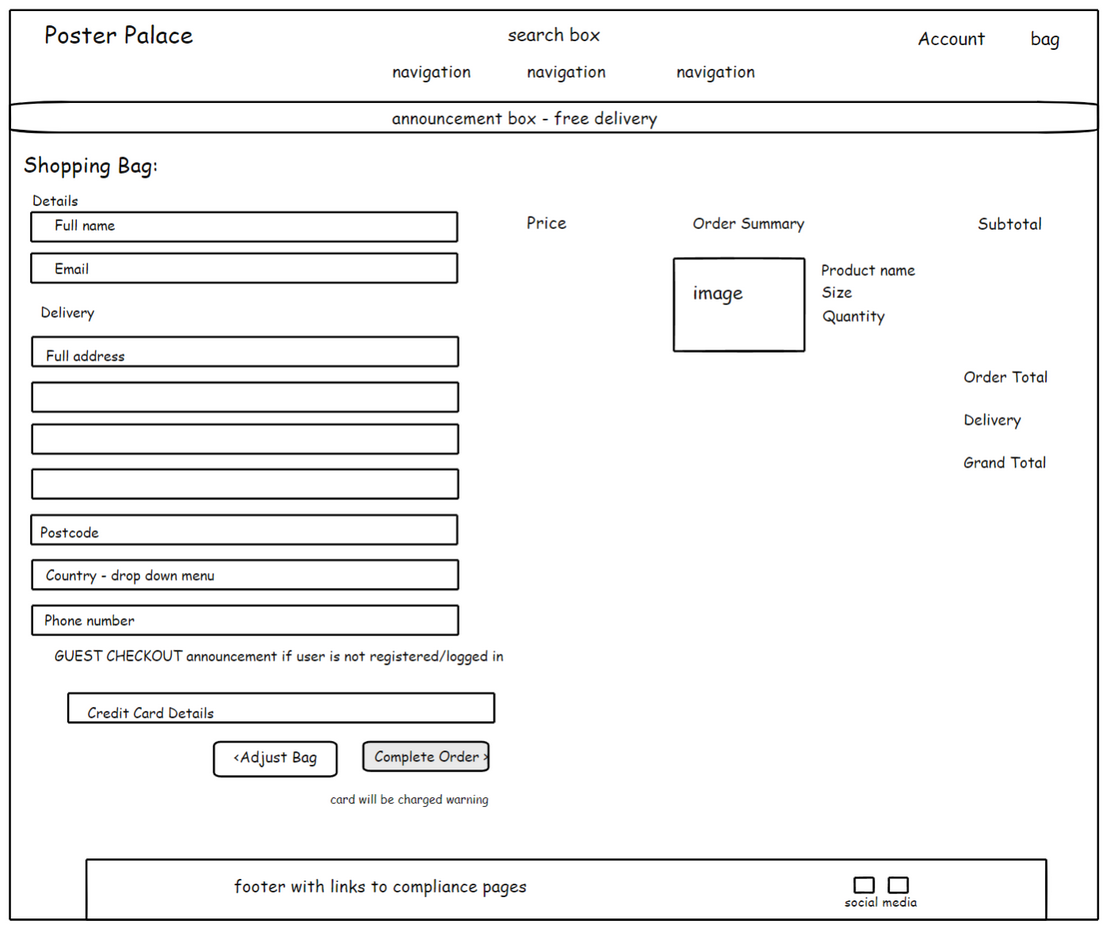 Poster Palace
search box
Account
bag
navigation
navigation
navigation
announcement box - free delivery
Shopping Bag:
Details
Full name
Email
Delivery
Full address
Postcode
Country - drop down menu
Phone number
GUEST CHECKOUT announcement if user is not registered/logged in
Credit Card Details
<Adjust Bag
Complete Order >
card will be charged warning
Price
Order Summary
Subtotal
image
Product name
Size
Quantity
Order Total
Delivery
Grand Total
footer with links to compliance pages
social media